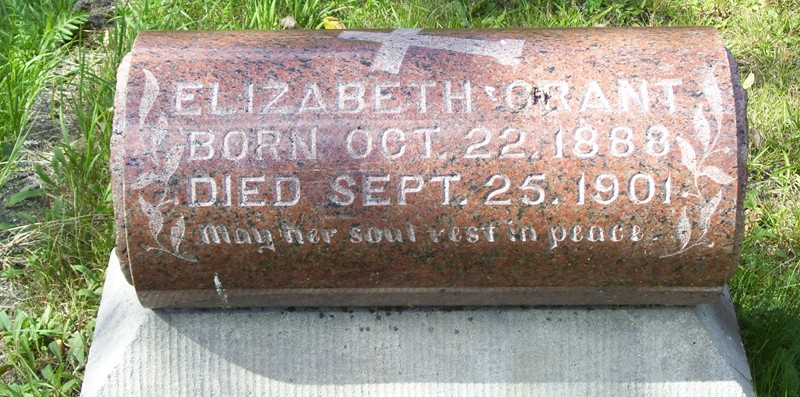 ELIZABETH GRANT
BORN OCT. 22. 1888
DIED SEPT. 25. 1901
May her soul rest in peace